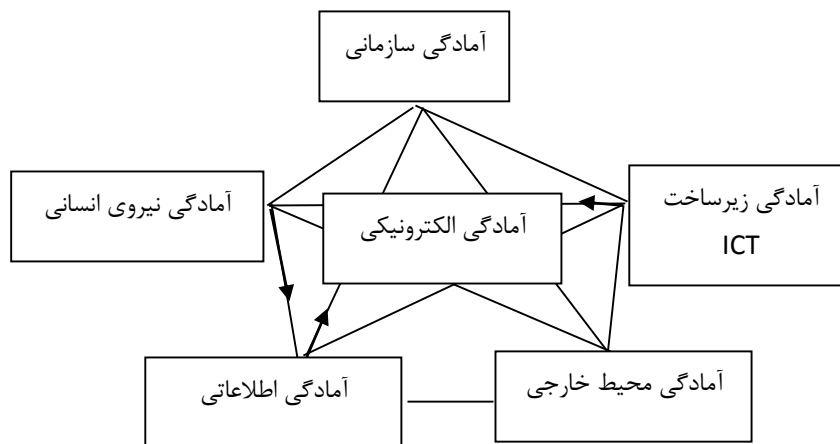 آمادگی سازمانی
آمادگی زیرساخت
ICT
آمادگی نیروی انسانی
آمادگی الکترونیکی
آمادگی محیط خارجی
آمادگی اطلاعاتی